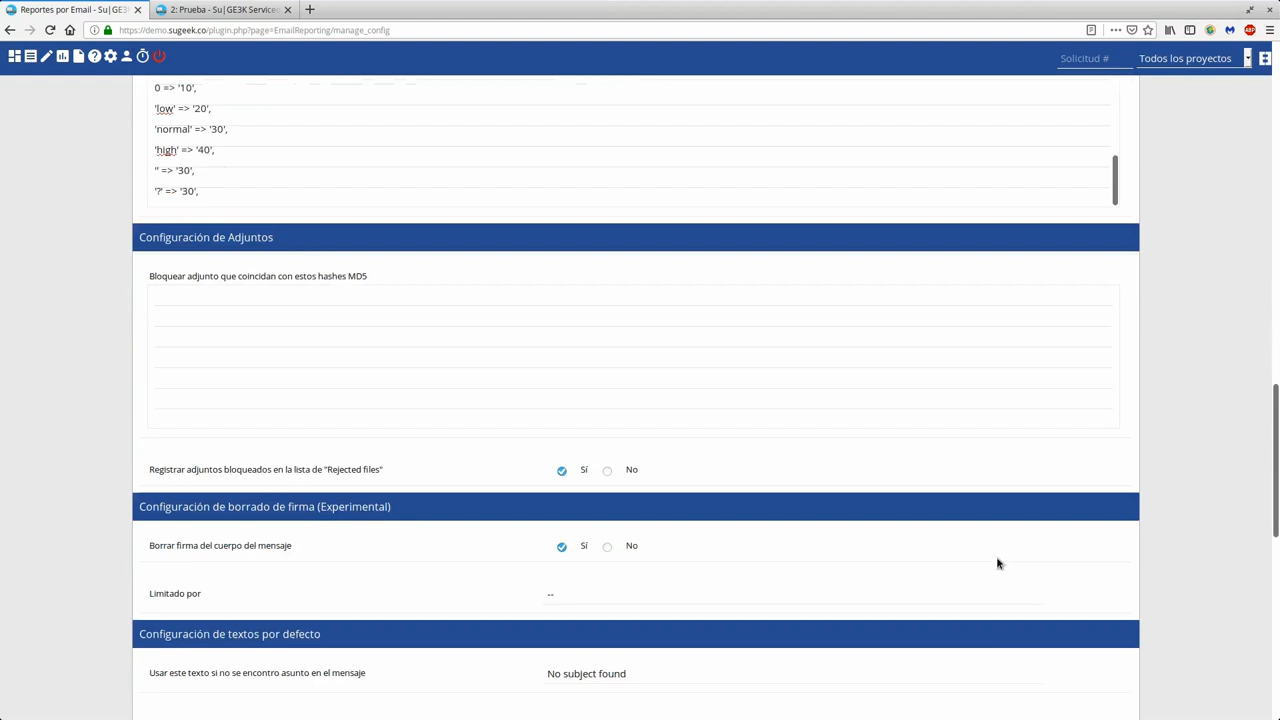 Reportes por Email - Su|GE3K
2: Prueba - Su|GE3K Service
https://demo.sugeek.co/plugin.php?page=EmailReporting/manage_config
Solicitud #
Todos los proyectos
0 => '10',
'low' => '20',
'normal' => '30',
'high' => '40',
'' => '30',
'?' => '30',
Configuración de Adjuntos
Bloquear adjunto que coincidan con estos hashes MD5
Registrar adjuntos bloqueados en la lista de "Rejected files"
Sí
No
Configuración de borrado de firma (Experimental)
Borrar firma del cuerpo del mensaje
Sí
No
Limitado por
--
Configuración de textos por defecto
Usar este texto si no se encontro asunto en el mensaje
No subject found